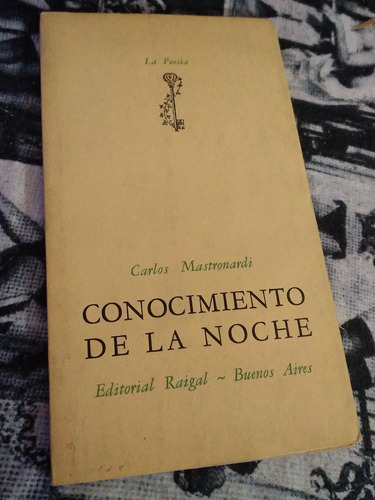 La Poesía
Carlos Mastronardi
CONOCIMIENTO
DE LA NOCHE
Editorial Raigal ~ Buenos Aires